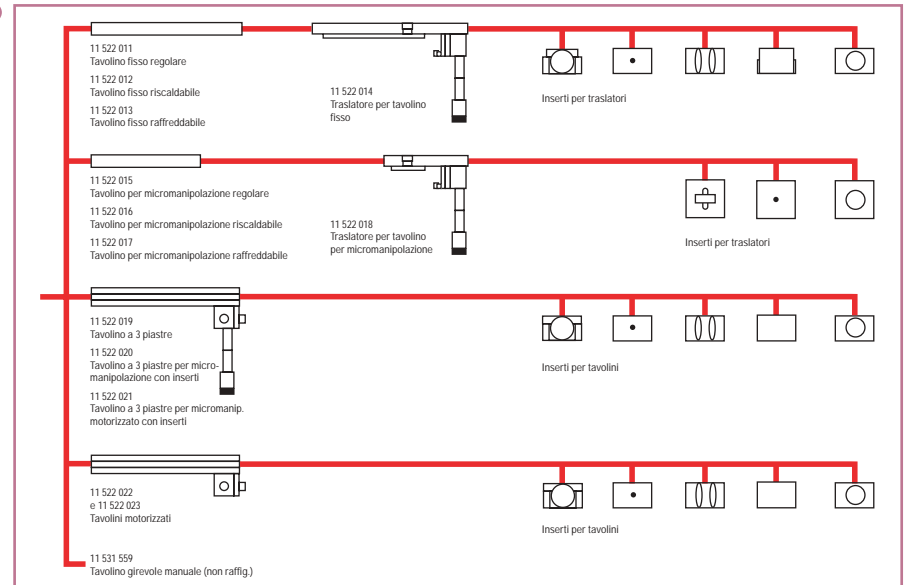 11 522 011
Tavolino fisso regolare
11 522 012
Tavolino fisso riscaldabile
11 522 013
Tavolino fisso raffreddabile
11 522 014
Traslatore per tavolino
fisso
Inserti per traslatori
11 522 015
Tavolino per micromanipolazione regolare
11 522 016
Tavolino per micromanipolazione riscaldabile
11 522 017
Tavolino per micromanipolazione raffreddabile
11 522 018
Traslatore per tavolino
per micromanipolazione
Inserti per traslatori
11 522 019
Tavolino a 3 piastre
11 522 020
Tavolino a 3 piastre per micro-
manipolazione con inserti
11 522 021
Tavolino a 3 piastre per micromanip.
motorizzato con inserti
Inserti per tavolini
11 522 022
e 11 522 023
Tavolini motorizzati
Inserti per tavolini
11 531 559
Tavolino girevole manuale (non raffig.)